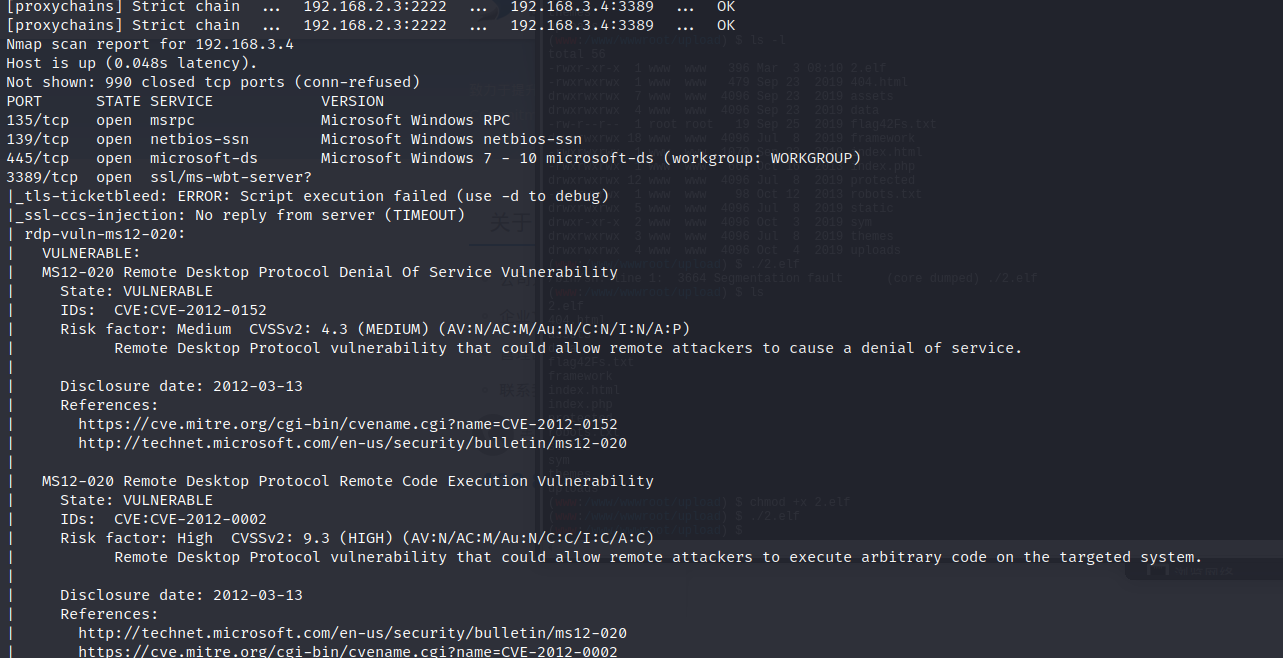 [proxychains] Strict chain  ...  192.168.2.3:2222  ...  192.168.3.4:3389  ...  OK
[proxychains] Strict chain  ...  192.168.2.3:2222  ...  192.168.3.4:3389  ...  OK
Nmap scan report for 192.168.3.4
Host is up (0.048s latency).
Not shown: 990 closed tcp ports (conn-refused)
PORT      STATE SERVICE            VERSION
135/tcp   open  msrpc              Microsoft Windows RPC
139/tcp   open  netbios-ssn        Microsoft Windows netbios-ssn
445/tcp   open  microsoft-ds       Microsoft Windows 7 - 10 microsoft-ds (workgroup: WORKGROUP)
3389/tcp  open  ssl/ms-wbt-server?
|_tls-ticketbleed: ERROR: Script execution failed (use -d to debug)
|_ssl-ccs-injection: No reply from server (TIMEOUT)
| rdp-vuln-ms12-020:
|   VULNERABLE:
|   MS12-020 Remote Desktop Protocol Denial Of Service Vulnerability
|     State: VULNERABLE
|     IDs:  CVE:CVE-2012-0152
|     Risk factor: Medium  CVSSv2: 4.3 (MEDIUM) (AV:N/AC:M/Au:N/C:N/I:N/A:P)
|           Remote Desktop Protocol vulnerability that could allow remote attackers to cause a denial of service.
|
|     Disclosure date: 2012-03-13
|     References:
|       https://cve.mitre.org/cgi-bin/cvename.cgi?name=CVE-2012-0152
|       http://technet.microsoft.com/en-us/security/bulletin/ms12-020
|
|   MS12-020 Remote Desktop Protocol Remote Code Execution Vulnerability
|     State: VULNERABLE
|     IDs:  CVE:CVE-2012-0002
|     Risk factor: High  CVSSv2: 9.3 (HIGH) (AV:N/AC:M/Au:N/C:C/I:C/A:C)
|           Remote Desktop Protocol vulnerability that could allow remote attackers to execute arbitrary code on the targeted system.
|
|     Disclosure date: 2012-03-13
|     References:
|       http://technet.microsoft.com/en-us/security/bulletin/ms12-020
|       https://cve.mitre.org/cgi-bin/cvename.cgi?name=CVE-2012-0002